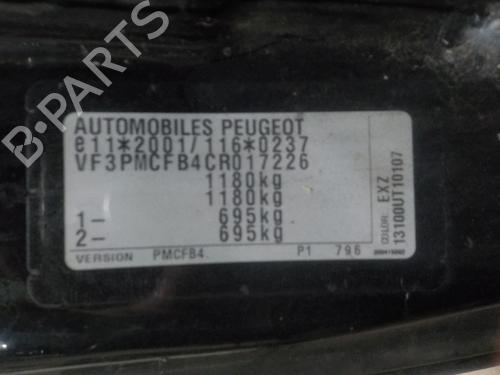 AUTOMOBILES PEUGEOT
e11*2001/116*0237
VF3PMCFB4CR017226
1180kg
1180kg
1- 695kg
2- 695kg
VERSION PMCFB4 P1 796
COLOR: EXZ
13100UT10107
B-PARTS